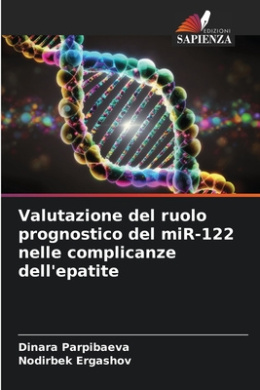 EDIZIONI
SAPIENZA
Valutazione del ruolo
prognostico del miR-122
nelle complicanze
dell'epatite
Dinara Parpibaeva
Nodirbek Ergashov